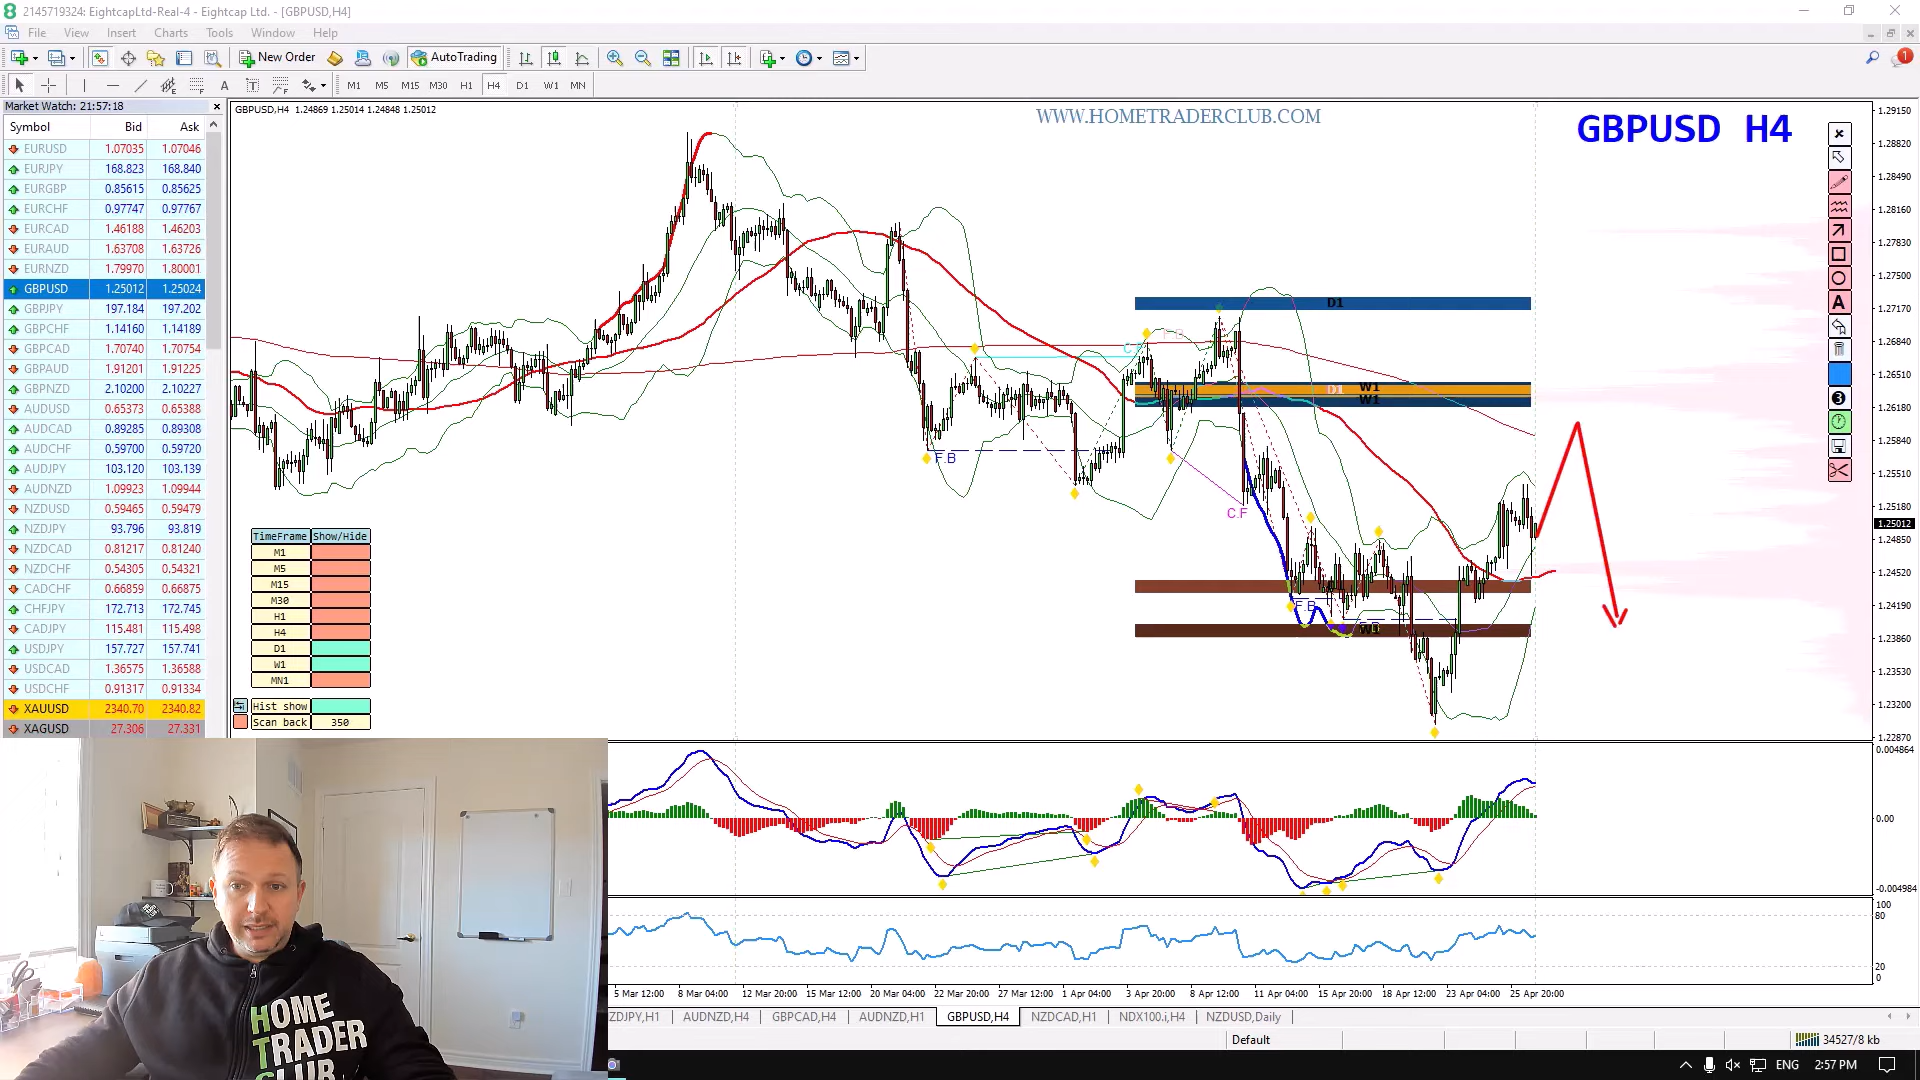 2145719324: EightcapLtd-Real-4 - Eightcap Ltd. - [GBPUSD,H4]
File View Insert Charts Tools Window Help
New Order AutoTrading
A T M1 M5 M15 M30 H1 H4 D1 W1 MN
Market Watch: 21:57:18
Symbol Bid Ask
EURUSD 1.07035 1.07046
EURJPY 168.823 168.840
EURGBP 0.85615 0.85625
EURCHF 0.97747 0.97767
EURCAD 1.46188 1.46203
EURAUD 1.63708 1.63726
EURNZD 1.79970 1.80001
GBPUSD 1.25012 1.25024
GBPJPY 197.184 197.202
GBPCHF 1.14160 1.14189
GBPCAD 1.70740 1.70754
GBPAUD 1.91201 1.91225
GBPNZD 2.10200 2.10227
AUDUSD 0.65373 0.65388
AUDCAD 0.89285 0.89308
AUDCHF 0.59700 0.59720
AUDJPY 103.120 103.139
AUDNZD 1.09923 1.09944
NZDUSD 0.59465 0.59479
NZDJPY 93.796 93.819
NZDCAD 0.81217 0.81240
NZDCHF 0.54305 0.54321
CADCHF 0.66859 0.66875
CHFJPY 172.713 172.745
CADJPY 115.481 115.498
USDJPY 157.727 157.741
USDCAD 1.36575 1.36588
USDCHF 0.91317 0.91334
XAUUSD 2340.70 2340.82
XAGUSD 27.306 27.331
GBPUSD,H4 1.24869 1.25014 1.24848 1.25012
WWW.HOMETRADERCLUB.COM
GBPUSD H4
D1
W1
D1
W1
F.B
C.F
F.B
W1
TimeFrame Show/Hide
M1
M5
M15
M30
H1
H4
D1
W1
MN1
Hist show
Scan back 350
A
3
1.29150
1.28820
1.28490
1.28160
1.27830
1.27500
1.27170
1.26840
1.26510
1.26180
1.25840
1.25510
1.25180
1.25012
1.24850
1.24520
1.24190
1.23860
1.23530
1.23200
1.22870
0.004864
0.00
-0.004984
100
80
20
0
5 Mar 12:00 8 Mar 04:00 12 Mar 20:00 15 Mar 12:00 20 Mar 04:00 22 Mar 20:00 27 Mar 12:00 1 Apr 04:00 3 Apr 20:00 8 Apr 12:00 11 Apr 04:00 15 Apr 20:00 18 Apr 12:00 23 Apr 04:00 25 Apr 20:00
ZDJPY,H1 AUDNZD,H4 GBPCAD,H4 AUDNZD,H1 GBPUSD,H4 NZDCAD,H1 NDX100.i,H4 NZDUSD,Daily
Default 34527/8 kb
ENG 2:57 PM
HOME
TRADER
CLUB